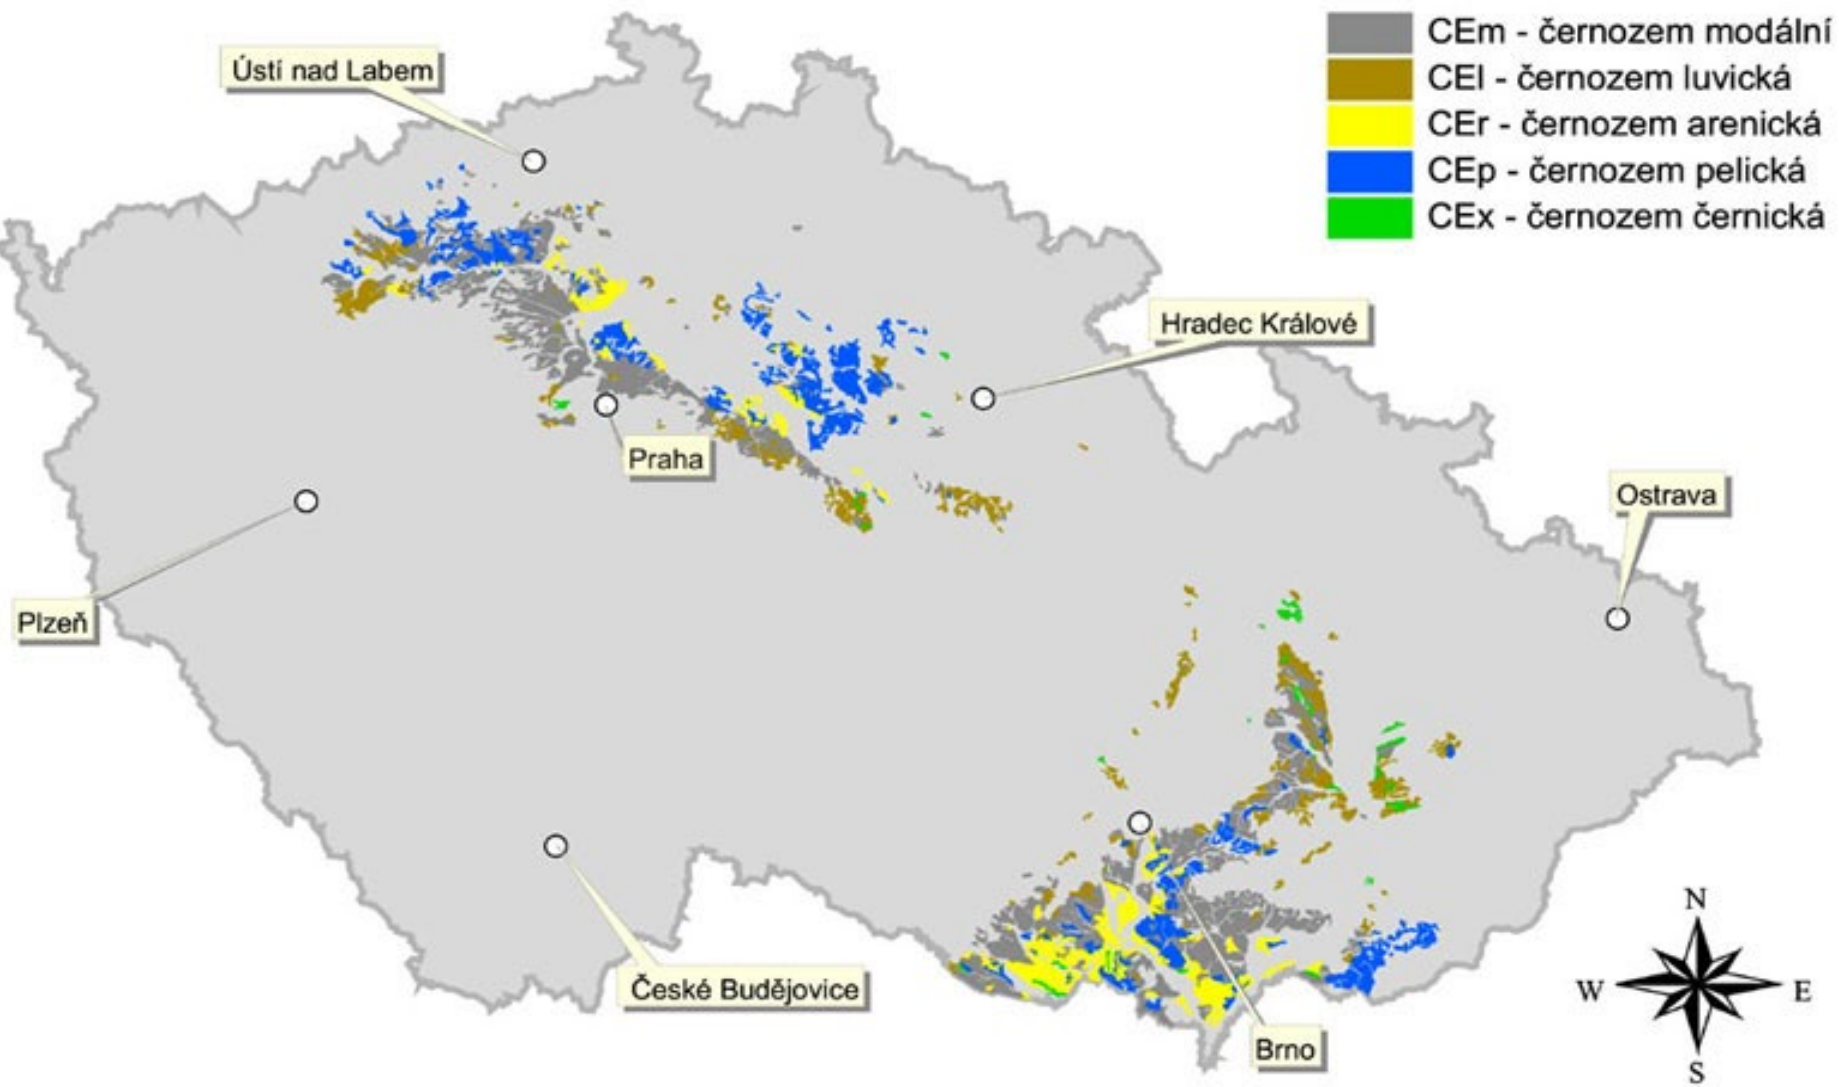 CEm - černozem modální
CEl - černozem luvická
CEr - černozem arenická
CEp - černozem pelická
CEx - černozem černická
Ústí nad Labem
Hradec Králové
Praha
Ostrava
Plzeň
České Budějovice
Brno
N
W
E
S